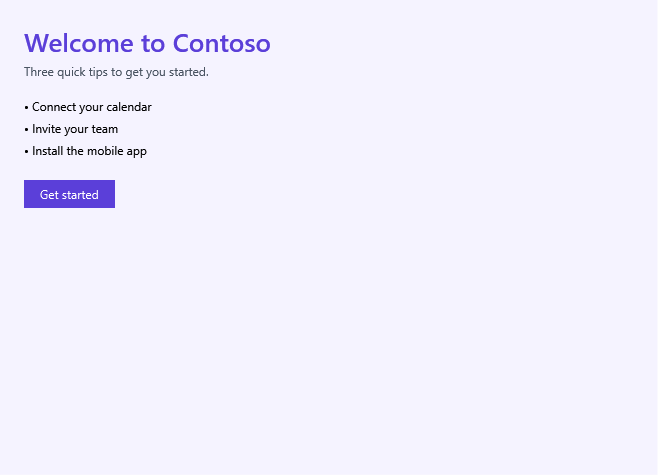 Welcome to Contoso
Three quick tips to get you started.
• Connect your calendar
• Invite your team
• Install the mobile app
Get started